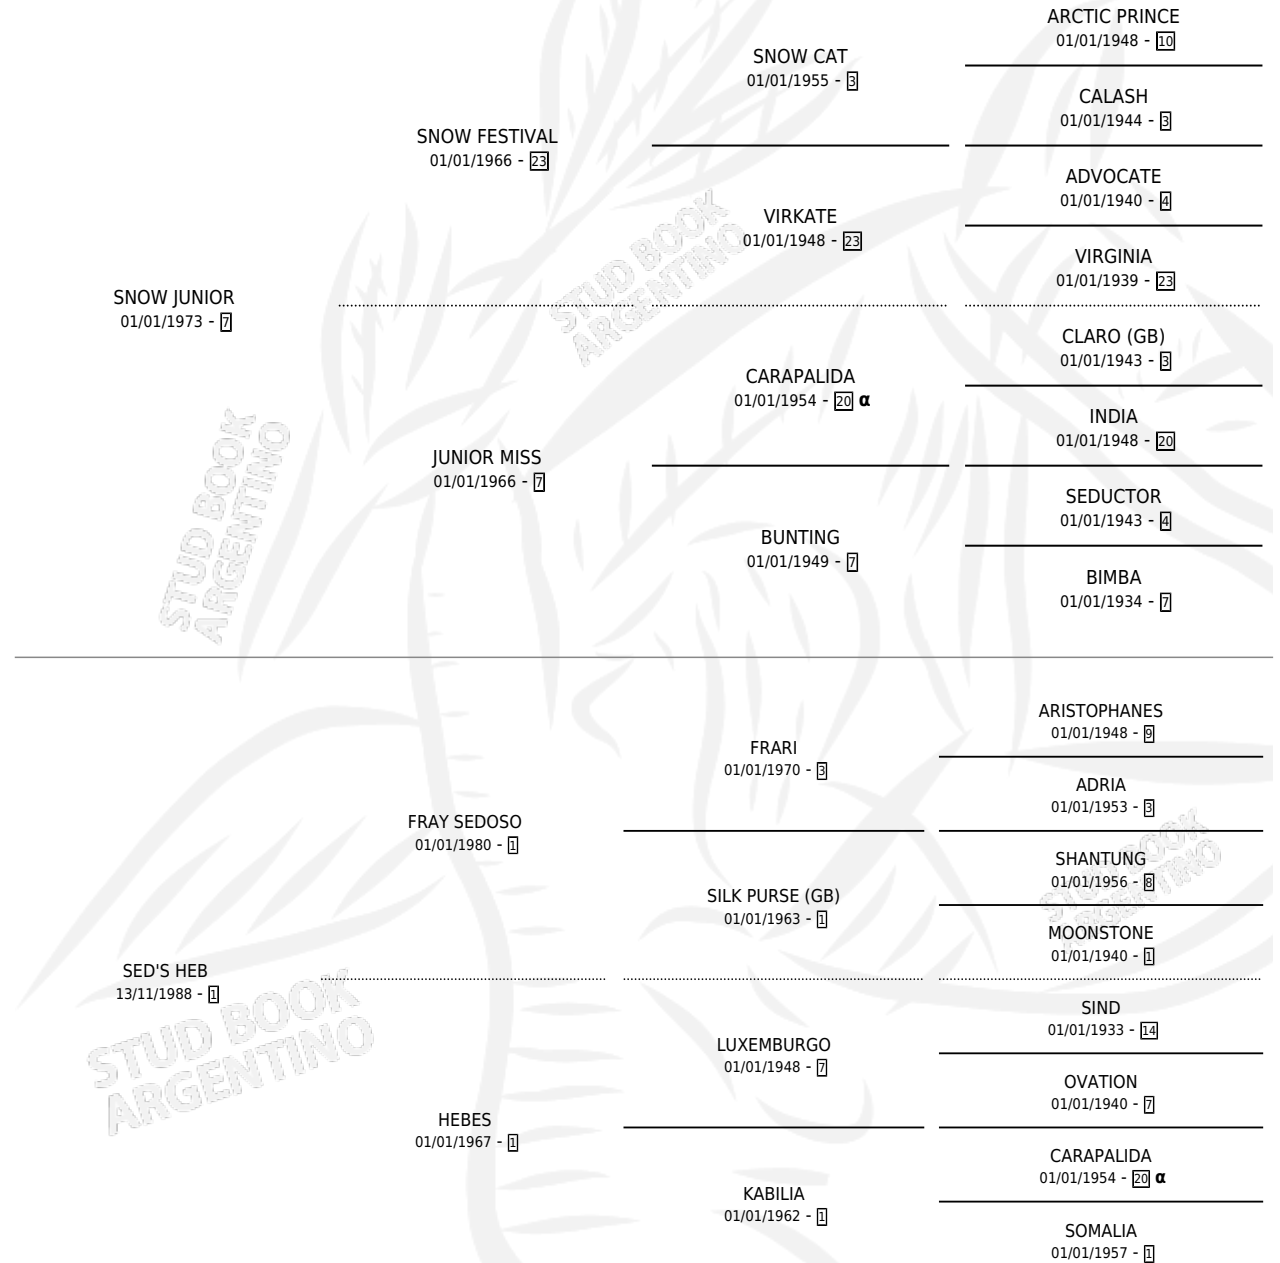 ARCTIC PRINCE
01/01/1948 - 10
SNOW CAT
01/01/1955 - 3
CALASH
01/01/1944 - 3
SNOW FESTIVAL
01/01/1966 - 23
ADVOCATE
01/01/1940 - 4
VIRKATE
01/01/1948 - 23
VIRGINIA
01/01/1939 - 23
SNOW JUNIOR
01/01/1973 - 7
CLARO (GB)
01/01/1943 - 3
CARAPALIDA
01/01/1954 - 20 α
INDIA
01/01/1948 - 20
JUNIOR MISS
01/01/1966 - 7
SEDUCTOR
01/01/1943 - 4
BUNTING
01/01/1949 - 7
BIMBA
01/01/1934 - 7
STUD BOOK
ARGENTINO
STUD BOOK
ARGENTINO
ARISTOPHANES
01/01/1948 - 9
FRARI
01/01/1970 - 3
ADRIA
01/01/1953 - 3
FRAY SEDOSO
01/01/1980 - 1
SHANTUNG
01/01/1956 - 8
SILK PURSE (GB)
01/01/1963 - 1
MOONSTONE
01/01/1940 - 1
SED'S HEB
13/11/1988 - 1
SIND
01/01/1933 - 14
LUXEMBURGO
01/01/1948 - 7
OVATION
01/01/1940 - 7
HEBES
01/01/1967 - 1
CARAPALIDA
01/01/1954 - 20 α
KABILIA
01/01/1962 - 1
SOMALIA
01/01/1957 - 1
STUD BOOK
ARGENTINO
STUD BOOK
ARGENTINO